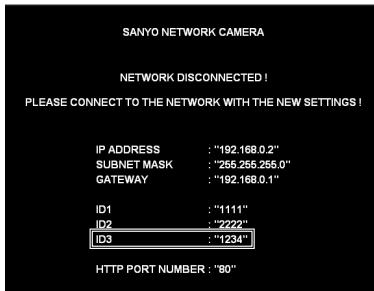 SANYO NETWORK CAMERA
NETWORK DISCONNECTED !
PLEASE CONNECT TO THE NETWORK WITH THE NEW SETTINGS !
IP ADDRESS : "192.168.0.2"
SUBNET MASK : "255.255.255.0"
GATEWAY : "192.168.0.1"
ID1 : "1111"
ID2 : "2222"
ID3 : "1234"
HTTP PORT NUMBER : "80"